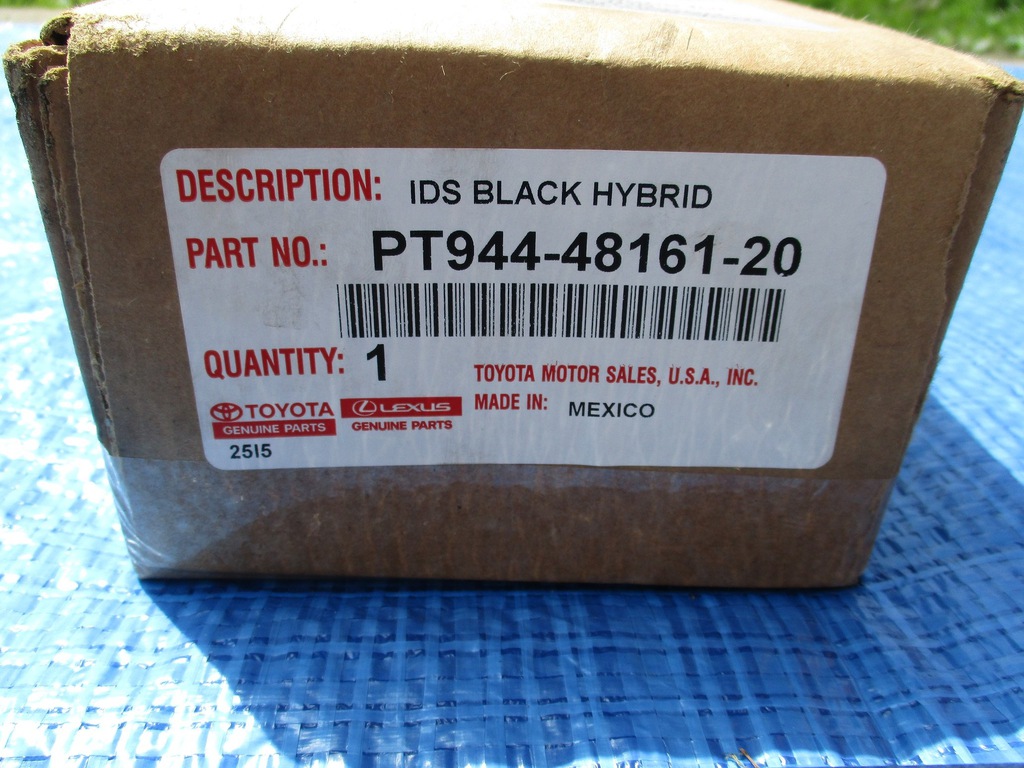 DESCRIPTION: IDS BLACK HYBRID
PART NO.: PT944-48161-20
QUANTITY: 1
TOYOTA MOTOR SALES, U.S.A., INC.
MADE IN: MEXICO
TOYOTA
GENUINE PARTS
LEXUS
GENUINE PARTS
25I5